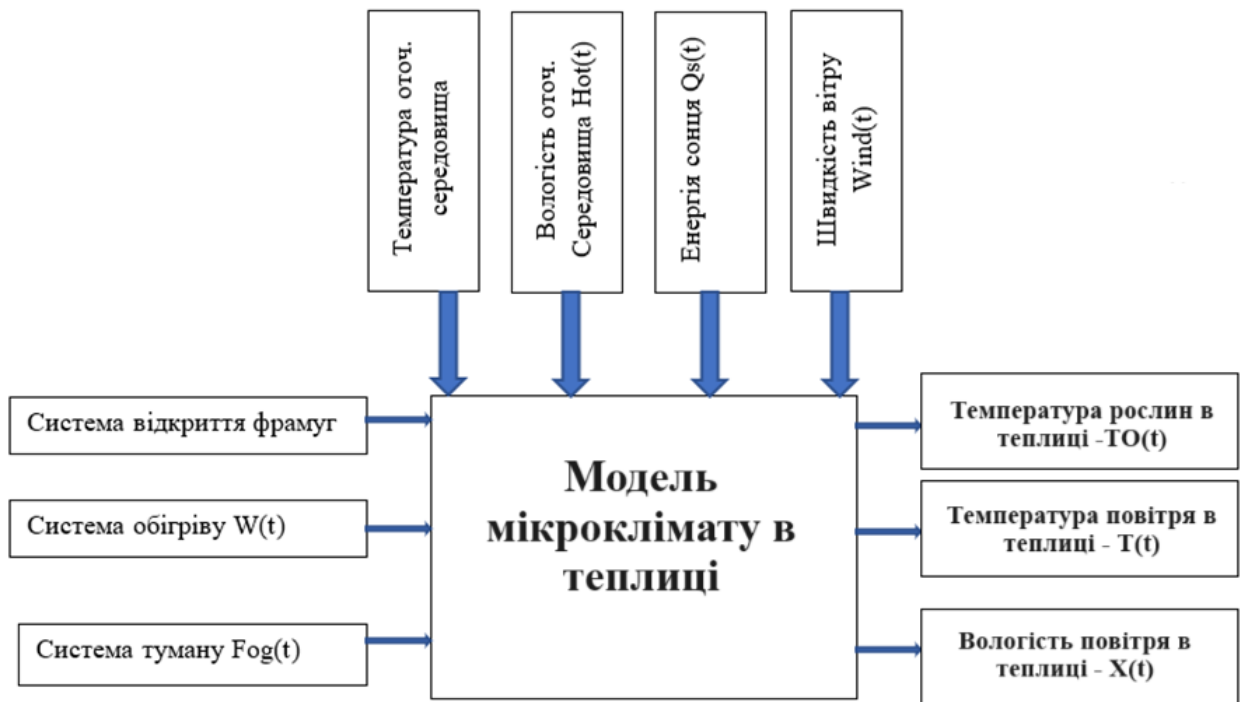 Температура оточ.
середовища
Вологість оточ.
Середовища Hot(t)
Енергія сонця Qs(t)
Швидкість вітру
Wind(t)
Система відкриття фрамуг
Система обігріву W(t)
Система туману Fog(t)
Модель
мікроклімату в
теплиці
Температура рослин в
теплиці -TO(t)
Температура повітря в
теплиці - T(t)
Вологість повітря в
теплиці - X(t)